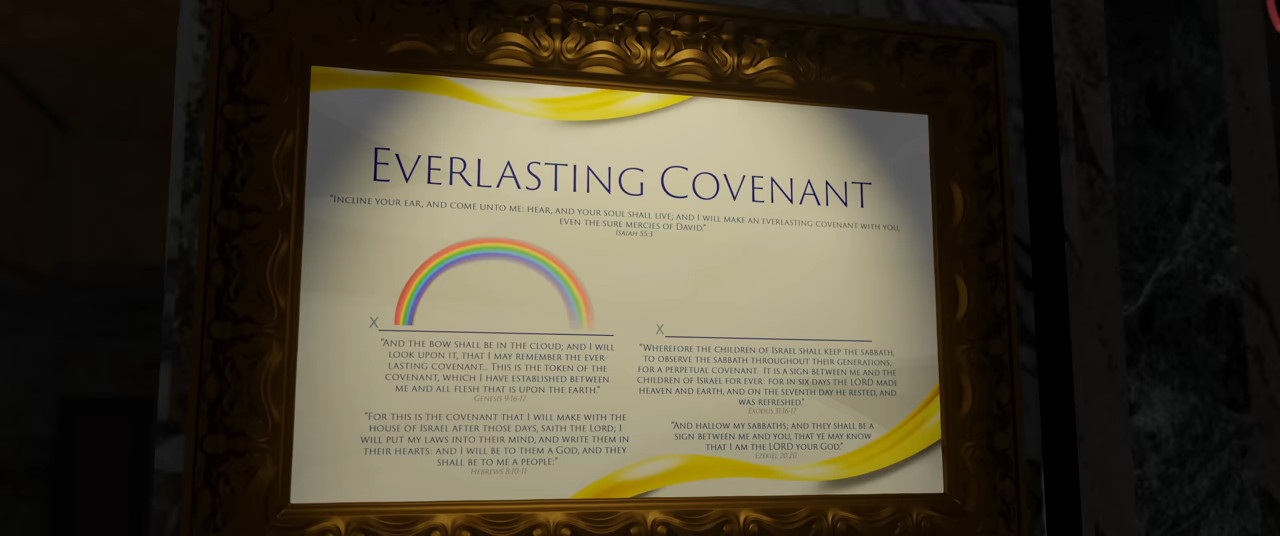 Everlasting Covenant
"Incline your ear, and come unto me: hear, and your soul shall live; and I will make an everlasting covenant with you,
even the sure mercies of David."
Isaiah 55:3
X
"And the bow shall be in the cloud; and I will
look upon it, that I may remember the ever-
lasting covenant... This is the token of the
covenant, which I have established between
me and all flesh that is upon the earth."
Genesis 9:16-17
"For this is the covenant that I will make with the
house of Israel after those days, saith the Lord; I
will put my laws into their mind, and write them in
their hearts: and I will be to them a God, and they
shall be to me a people:"
Hebrews 8:10-11
X
"Wherefore the children of Israel shall keep the sabbath,
to observe the sabbath throughout their generations,
for a perpetual covenant. It is a sign between me and the
children of Israel for ever: for in six days the LORD made
heaven and earth, and on the seventh day he rested, and
was refreshed."
Exodus 31:16-17
"And hallow my sabbaths; and they shall be a
sign between me and you, that ye may know
that I am the LORD your God."
Ezekiel 20:20